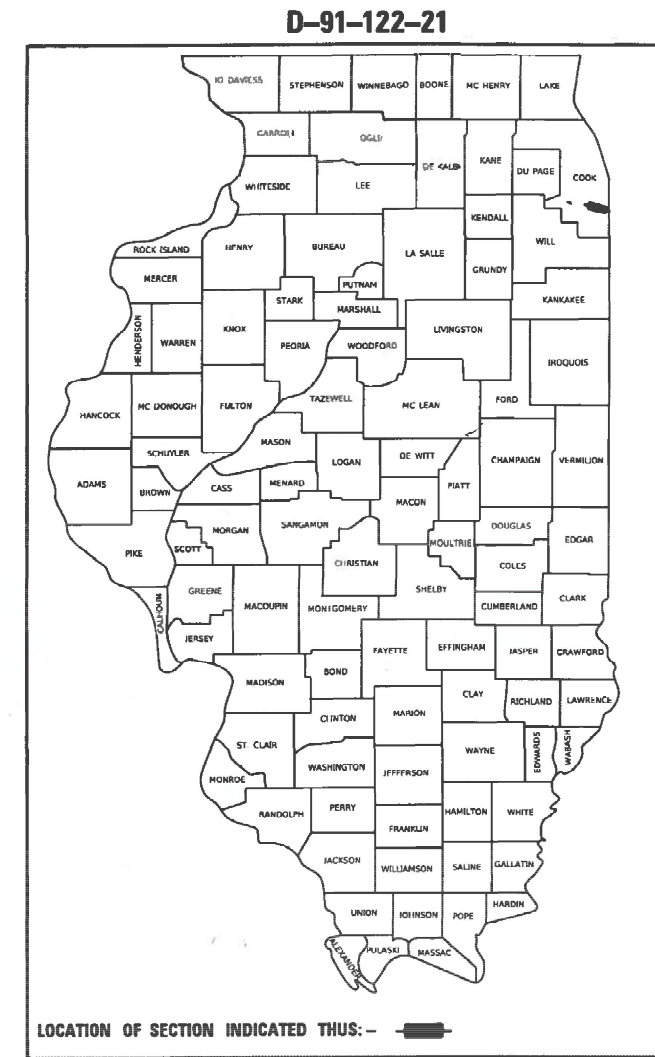 D-91-122-21
JO DAVIESS STEPHENSON WINNEBAGO BOONE MC HENRY LAKE
CARROLL OGLE DE KALB KANE DU PAGE COOK
WHITESIDE LEE
KENDALL
ROCK ISLAND HENRY BUREAU LA SALLE WILL
MERCER PUTNAM GRUNDY
STARK MARSHALL KANKAKEE
HENDERSON WARREN KNOX PEORIA WOODFORD LIVINGSTON IROQUOIS
HANCOCK MC DONOUGH FULTON TAZEWELL MC LEAN FORD
MASON
SCHUYLER LOGAN DE WITT CHAMPAIGN VERMILION
ADAMS BROWN CASS MENARD PIATT
MACON
MORGAN SANGAMON DOUGLAS
PIKE SCOTT CHRISTIAN MOULTRIE EDGAR
COLES
GREENE MACOUPIN MONTGOMERY SHELBY CLARK
CALHOUN CUMBERLAND
JERSEY FAYETTE EFFINGHAM JASPER CRAWFORD
MADISON BOND
CLAY RICHLAND LAWRENCE
CLINTON MARION
ST. CLAIR WAYNE EDWARDS WABASH
MONROE WASHINGTON JEFFERSON
RANDOLPH PERRY HAMILTON WHITE
FRANKLIN
JACKSON WILLIAMSON SALINE GALLATIN
UNION JOHNSON POPE HARDIN
ALEXANDER PULASKI MASSAC
LOCATION OF SECTION INDICATED THUS: -